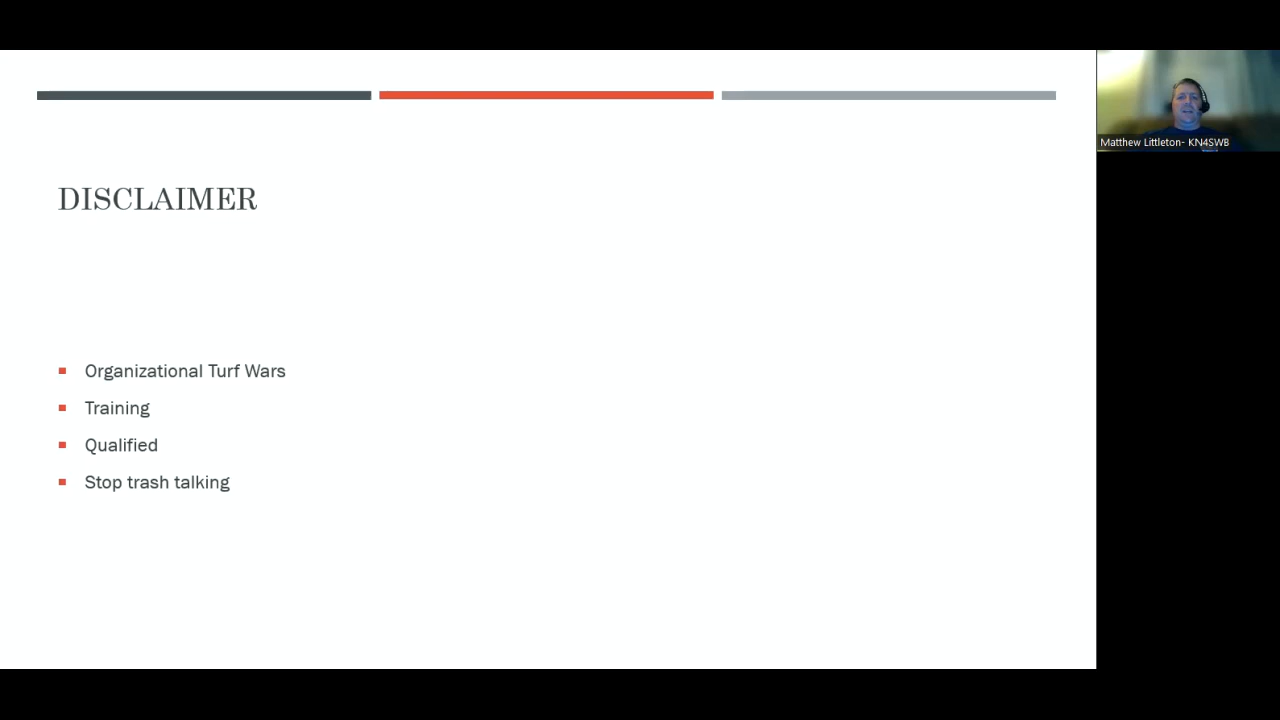 DISCLAIMER
Organizational Turf Wars
Training
Qualified
Stop trash talking
Matthew Littleton- KN4SWB